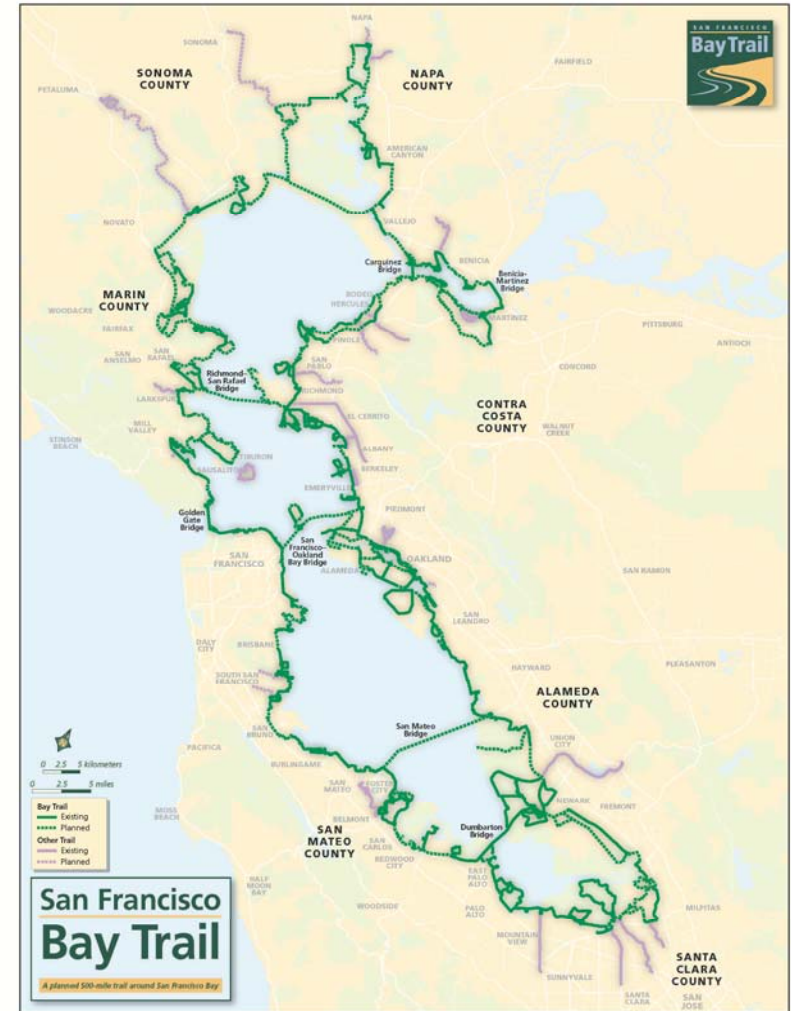 NAPA
SONOMA
SAN FRANCISCO
Bay Trail
SONOMA
COUNTY
NAPA
COUNTY
FAIRFIELD
PETALUMA
AMERICAN
CANYON
NOVATO
VALLEJO
Carquinez
Bridge
BENICIA
Benicia-
Martinez
Bridge
MARIN
COUNTY
RODEO
HERCULES
MARTINEZ
WOODACRE
FAIRFAX
PINOLE
PITTSBURG
ANTIOCH
SAN
ANSELMO
SAN
RAFAEL
SAN
PABLO
CONCORD
Richmond–
San Rafael
Bridge
RICHMOND
LARKSPUR
CONTRA
COSTA
COUNTY
EL CERRITO
MILL
VALLEY
WALNUT
CREEK
STINSON
BEACH
TIBURON
ALBANY
SAUSALITO
BERKELEY
EMERYVILLE
Golden
Gate
Bridge
PIEDMONT
SAN
FRANCISCO
San
Francisco–
Oakland
Bay Bridge
OAKLAND
ALAMEDA
SAN RAMON
SAN
LEANDRO
DALY
CITY
BRISBANE
HAYWARD
PLEASANTON
SOUTH SAN
FRANCISCO
ALAMEDA
COUNTY
SAN
BRUNO
San Mateo
Bridge
UNION
CITY
PACIFICA
0 2.5 5 kilometers
0 2.5 5 miles
BURLINGAME
SAN
MATEO
FOSTER
CITY
NEWARK
FREMONT
MOSS
BEACH
Bay Trail
Existing
Planned
Other Trail
Existing
Planned
BELMONT
Dumbarton
Bridge
SAN
MATEO
COUNTY
SAN
CARLOS
REDWOOD
CITY
HALF
MOON
BAY
EAST
PALO
ALTO
WOODSIDE
PALO
ALTO
MILPITAS
MOUNTAIN
VIEW
SUNNYVALE
SANTA
CLARA
COUNTY
SANTA
CLARA
SAN
JOSE
San Francisco
Bay Trail
A planned 500-mile trail around San Francisco Bay